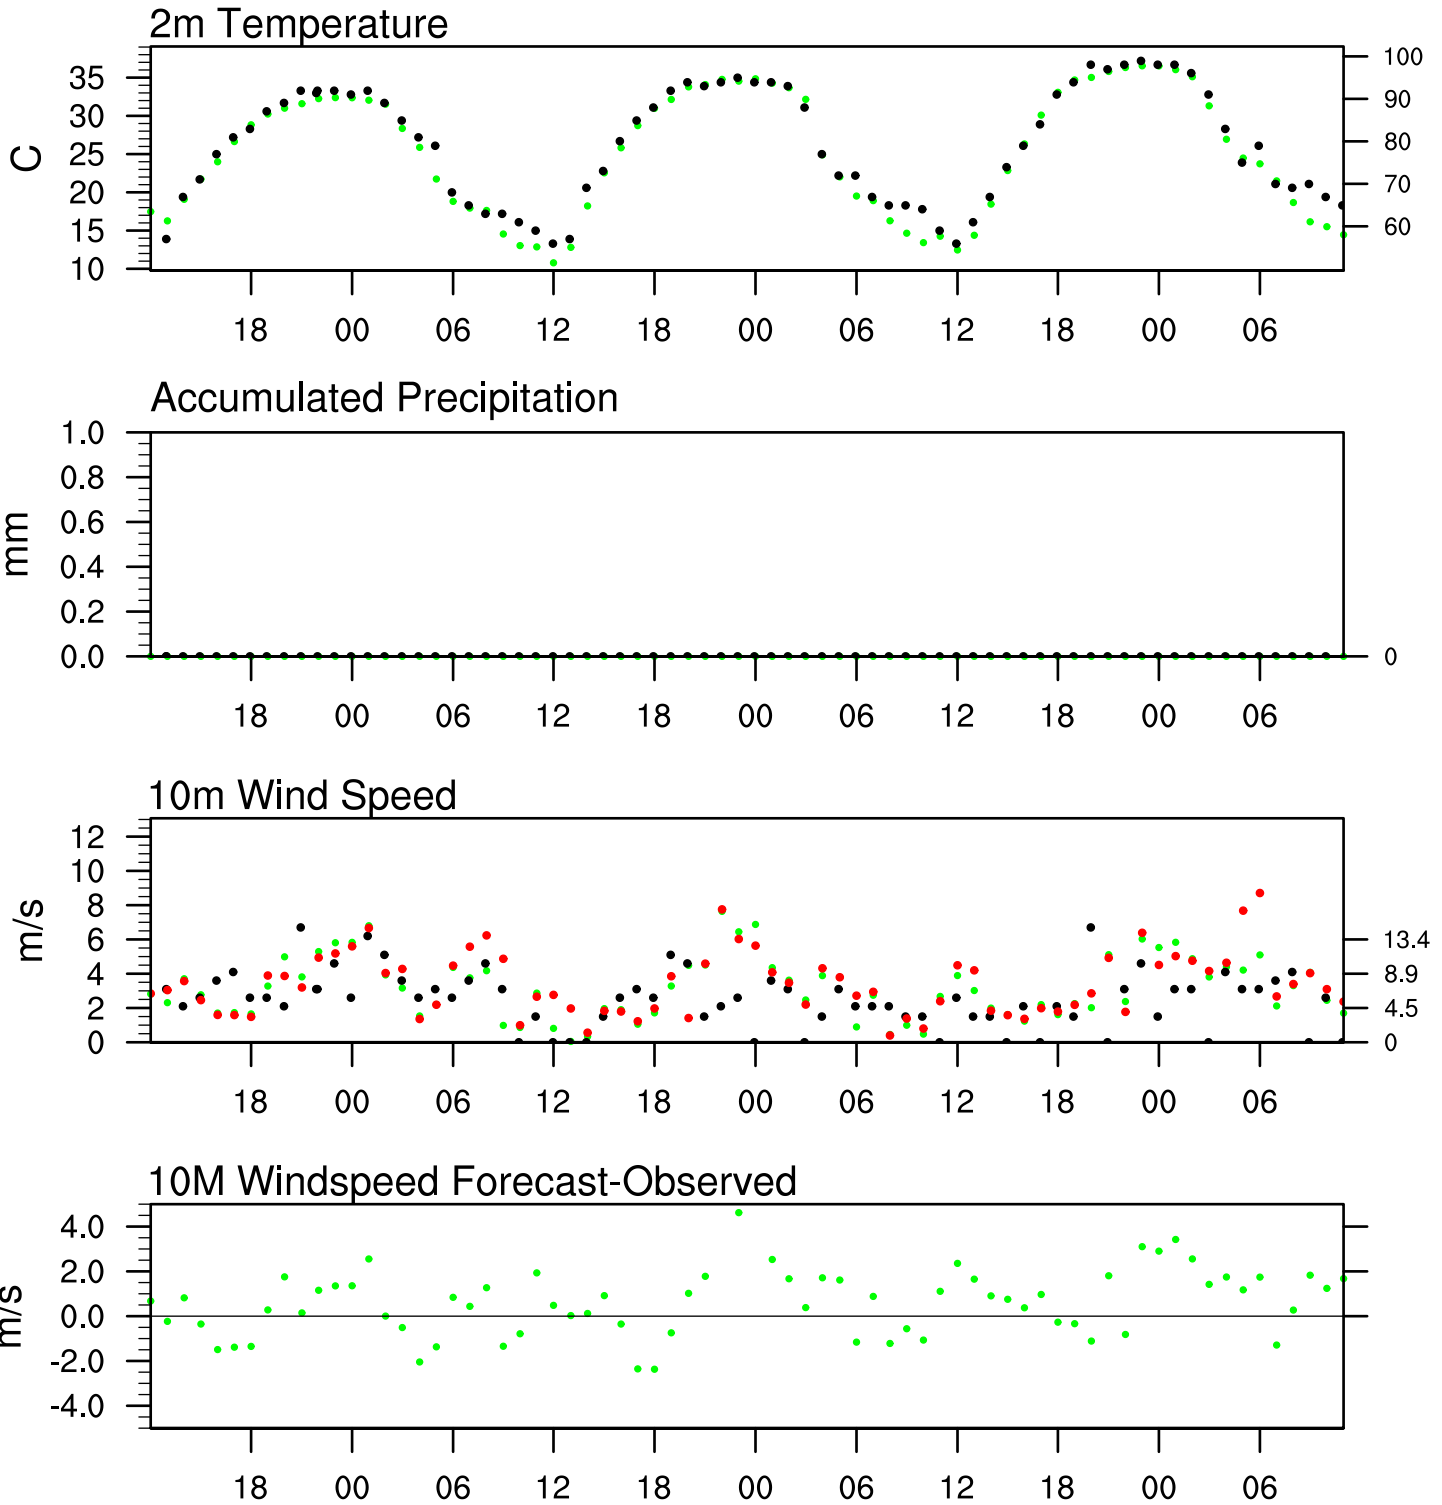 2m Temperature
35
30
25
20
15
10
C
100
90
80
70
60
18 00 06 12 18 00 06 12 18 00 06
Accumulated Precipitation
1.0
0.8
0.6
0.4
0.2
0.0
mm
0
18 00 06 12 18 00 06 12 18 00 06
10m Wind Speed
12
10
8
6
4
2
0
m/s
13.4
8.9
4.5
0
18 00 06 12 18 00 06 12 18 00 06
10M Windspeed Forecast-Observed
4.0
2.0
0.0
-2.0
-4.0
m/s
18 00 06 12 18 00 06 12 18 00 06